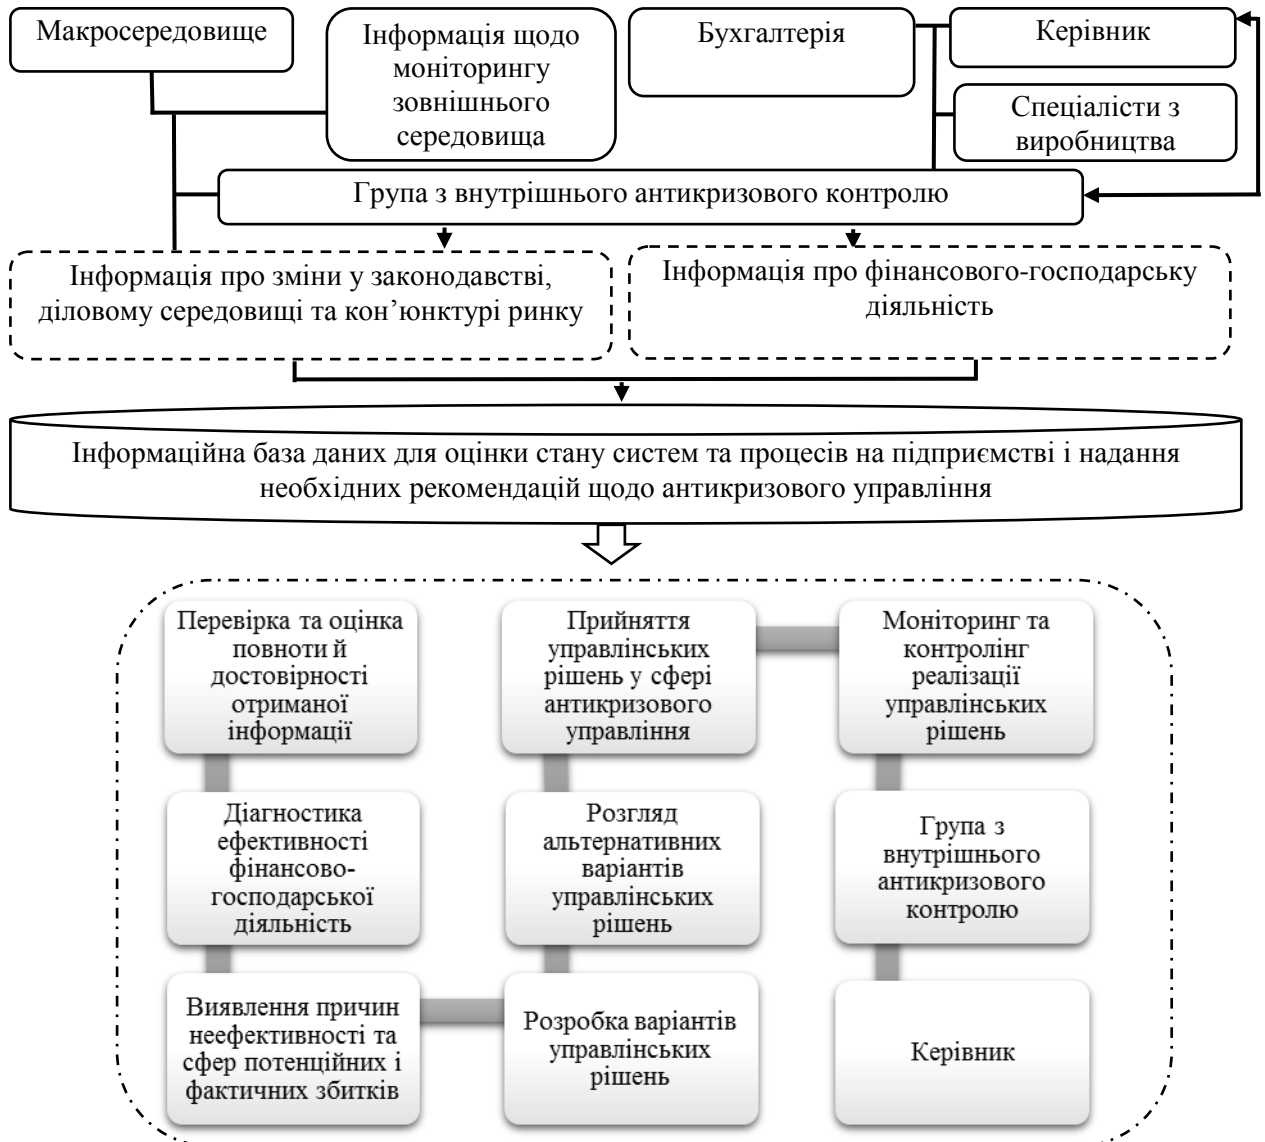 Макросередовище
Інформація щодо
моніторингу
зовнішнього
середовища
Бухгалтерія
Керівник
Спеціалісти з
виробництва
Група з внутрішнього антикризового контролю
Інформація про зміни у законодавстві,
діловому середовищі та кон’юнктурі ринку
Інформація про фінансового-господарську
діяльність
Інформаційна база даних для оцінки стану систем та процесів на підприємстві і надання
необхідних рекомендацій щодо антикризового управління
Перевірка та оцінка
повноти й
достовірності
отриманої
інформації
Діагностика
ефективності
фінансово-
господарської
діяльність
Виявлення причин
неефективності та
сфер потенційних і
фактичних збитків
Розробка варіантів
управлінських
рішень
Розгляд
альтернативних
варіантів
управлінських
рішень
Прийняття
управлінських
рішень у сфері
антикризового
управління
Моніторинг та
контролінг
реалізації
управлінських
рішень
Група з
внутрішнього
антикризового
контролю
Керівник